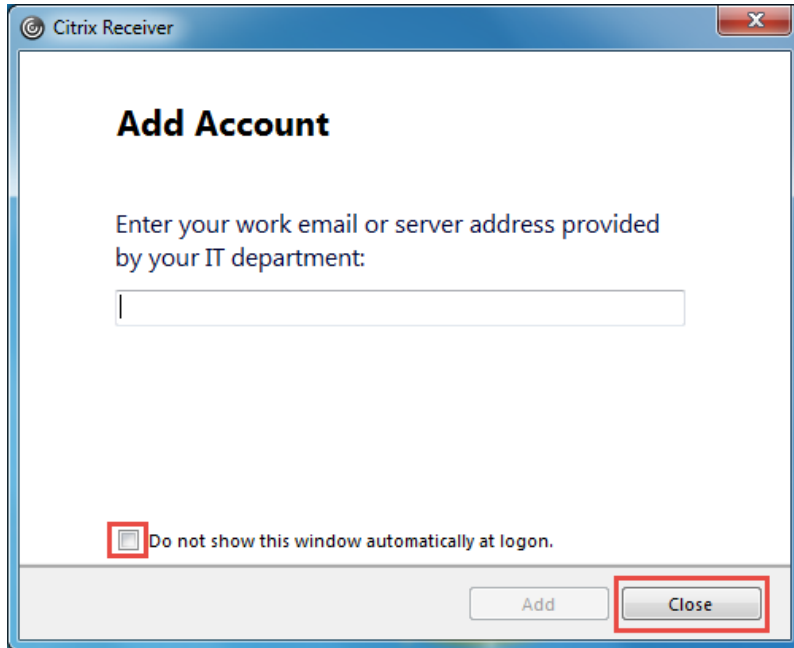 Citrix Receiver
Add Account
Enter your work email or server address provided
by your IT department:
Do not show this window automatically at logon.
Add
Close